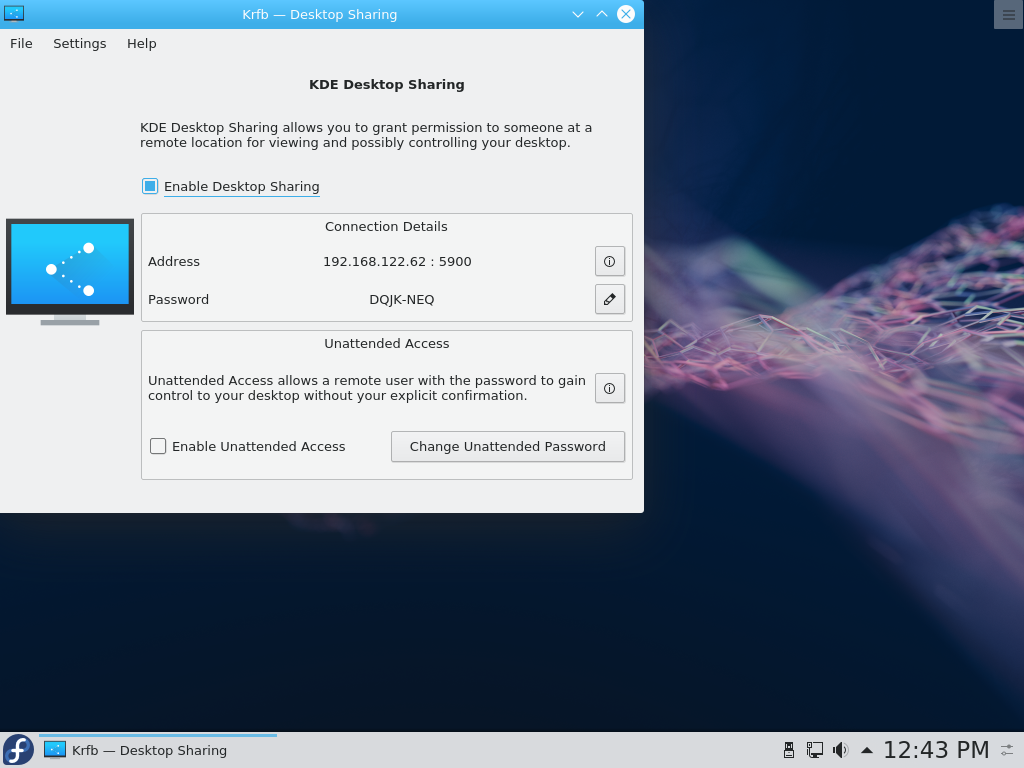 Krfb — Desktop Sharing
File Settings Help
KDE Desktop Sharing
KDE Desktop Sharing allows you to grant permission to someone at a
remote location for viewing and possibly controlling your desktop.
Enable Desktop Sharing
Connection Details
Address 192.168.122.62 : 5900
Password DQJK-NEQ
Unattended Access
Unattended Access allows a remote user with the password to gain
control to your desktop without your explicit confirmation.
Enable Unattended Access Change Unattended Password
Krfb — Desktop Sharing 12:43 PM